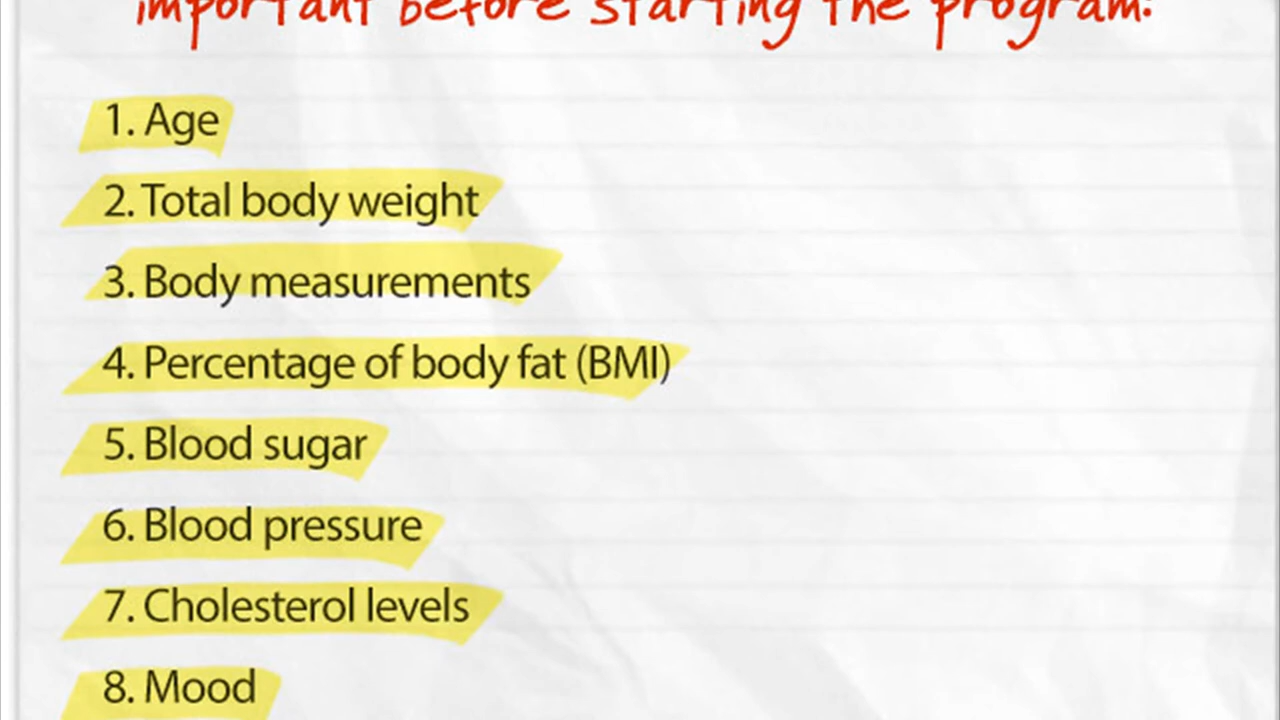 important before starting the program:
1. Age
2. Total body weight
3. Body measurements
4. Percentage of body fat (BMI)
5. Blood sugar
6. Blood pressure
7. Cholesterol levels
8. Mood